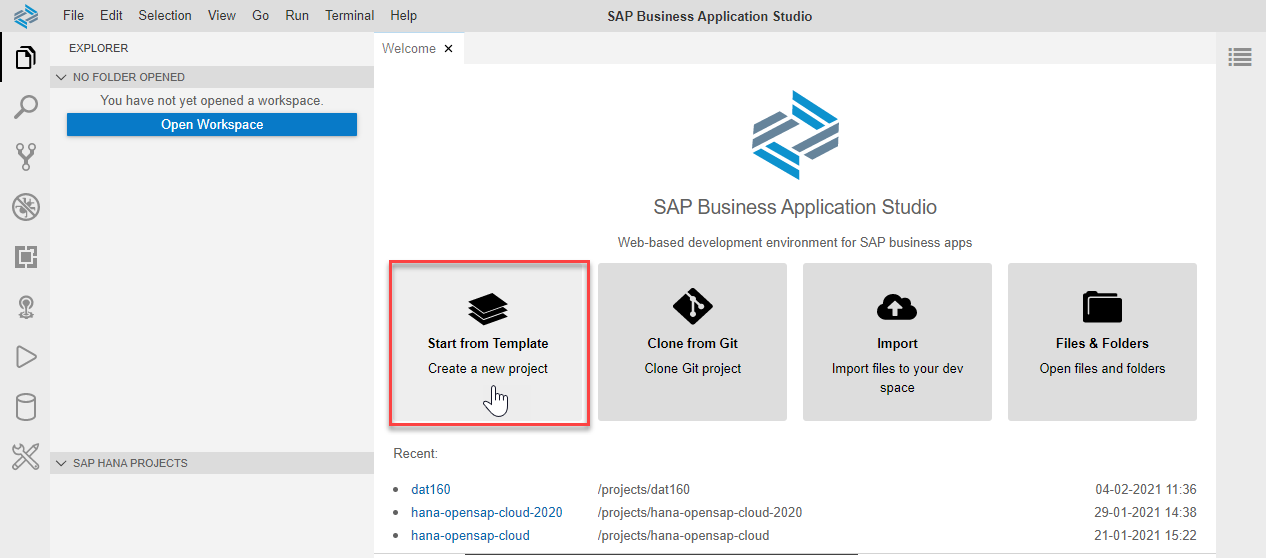 File Edit Selection View Go Run Terminal Help SAP Business Application Studio
EXPLORER
NO FOLDER OPENED
You have not yet opened a workspace.
Open Workspace
SAP HANA PROJECTS
Welcome
SAP Business Application Studio
Web-based development environment for SAP business apps
Start from Template
Create a new project
Clone from Git
Clone Git project
Import
Import files to your dev
space
Files & Folders
Open files and folders
Recent:
dat160 /projects/dat160 04-02-2021 11:36
hana-opensap-cloud-2020 /projects/hana-opensap-cloud-2020 29-01-2021 14:38
hana-opensap-cloud /projects/hana-opensap-cloud 21-01-2021 15:22